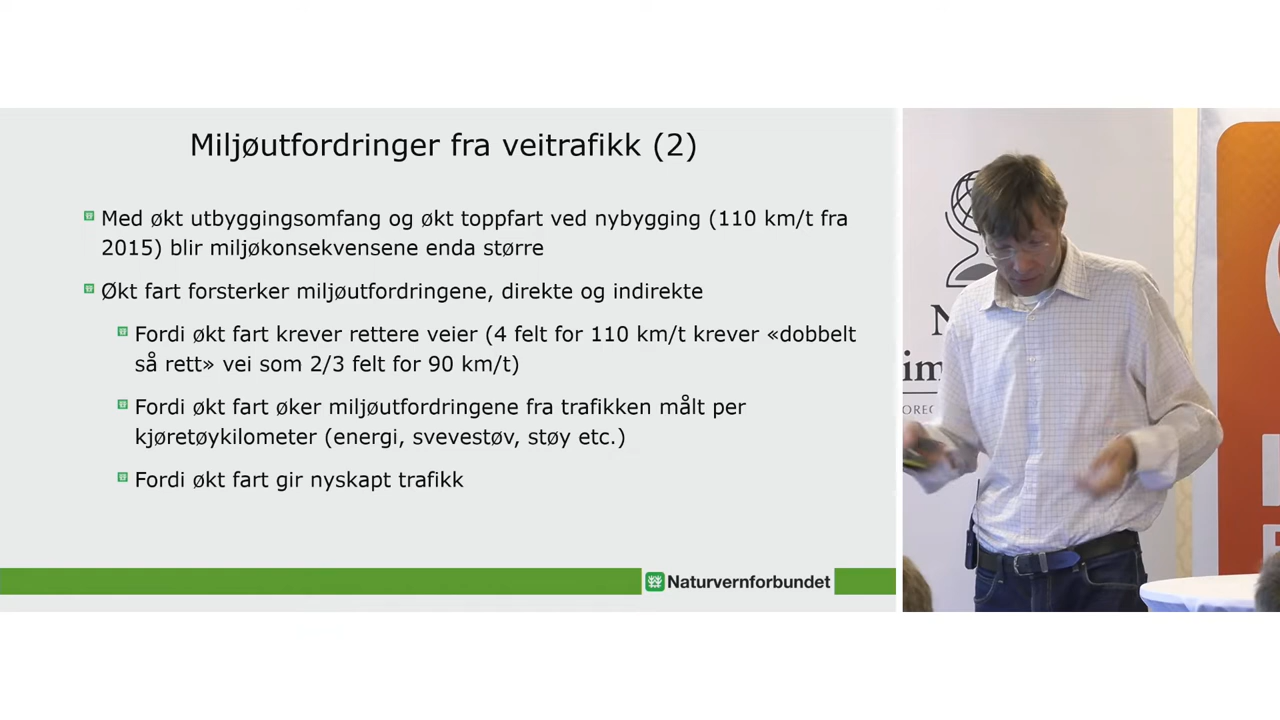 Miljøutfordringer fra veitrafikk (2)
Med økt utbyggingsomfang og økt toppfart ved nybygging (110 km/t fra
2015) blir miljøkonsekvensene enda større
Økt fart forsterker miljøutfordringene, direkte og indirekte
Fordi økt fart krever rettere veier (4 felt for 110 km/t krever «dobbelt
så rett» vei som 2/3 felt for 90 km/t)
Fordi økt fart øker miljøutfordringene fra trafikken målt per
kjøretøykilometer (energi, svevestøv, støy etc.)
Fordi økt fart gir nyskapt trafikk
Naturvernforbundet